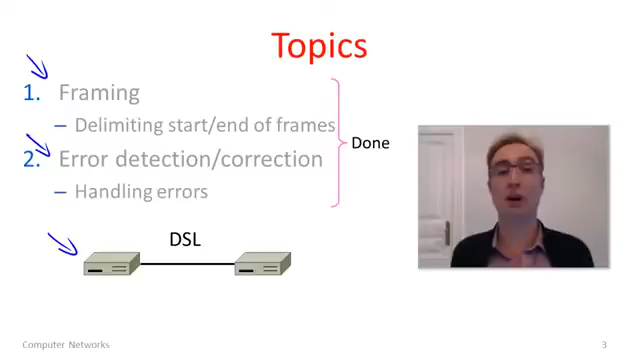 Topics
1. Framing
– Delimiting start/end of frames
2. Error detection/correction
– Handling errors
Done
DSL
Computer Networks
3